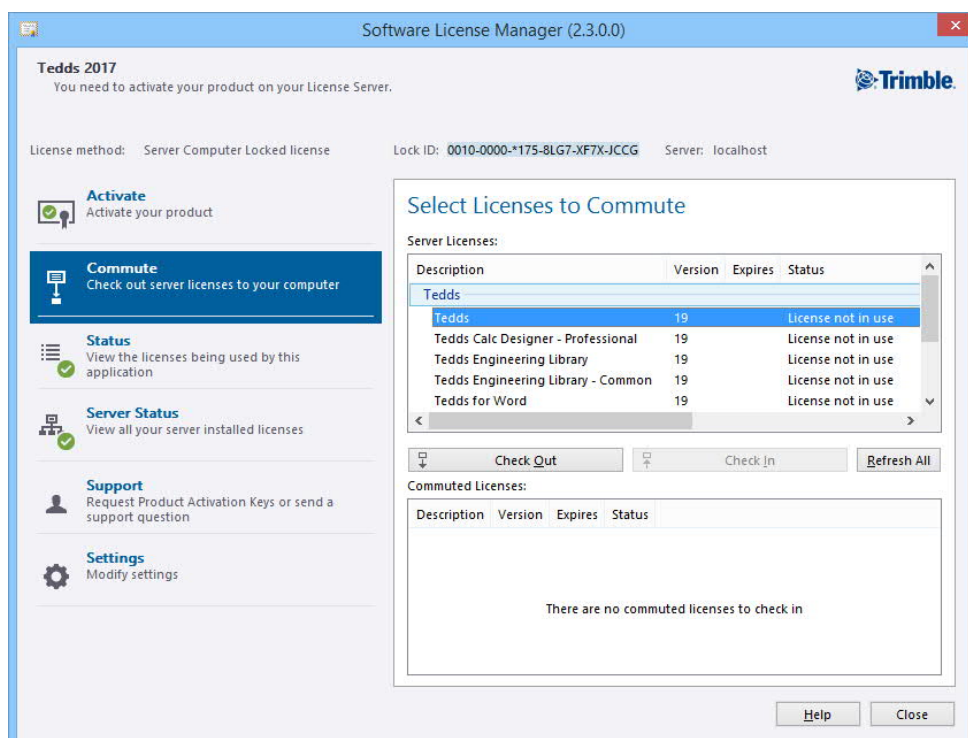 Software License Manager (2.3.0.0)
Tedds 2017
You need to activate your product on your License Server.
Trimble.
License method: Server Computer Locked license Lock ID: 0010-0000-*175-8LG7-XF7X-JCCG Server: localhost
Activate
Activate your product
Commute
Check out server licenses to your computer
Status
View the licenses being used by this
application
Server Status
View all your server installed licenses
Support
Request Product Activation Keys or send a
support question
Settings
Modify settings
Select Licenses to Commute
Server Licenses:
Description Version Expires Status
Tedds
Tedds 19 License not in use
Tedds Calc Designer - Professional 19 License not in use
Tedds Engineering Library 19 License not in use
Tedds Engineering Library - Common 19 License not in use
Tedds for Word 19 License not in use
Check Out Check In Refresh All
Commuted Licenses:
Description Version Expires Status
There are no commuted licenses to check in
Help Close